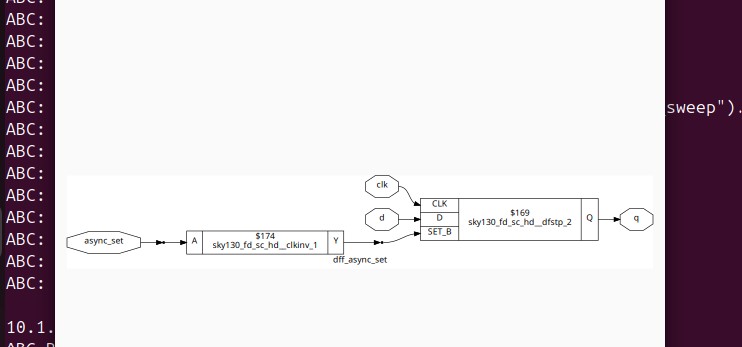 ABC:
ABC:
ABC:
ABC:
ABC:
ABC: sweep").
ABC:
ABC:
clk
ABC:
d
CLK
D
SET_B
$169
sky130_fd_sc_hd__dfstp_2
Q
q
ABC:
async_set
A
$174
sky130_fd_sc_hd__clkinv_1
Y
ABC:
dff_async_set
ABC:
ABC:
10.1.
ABC